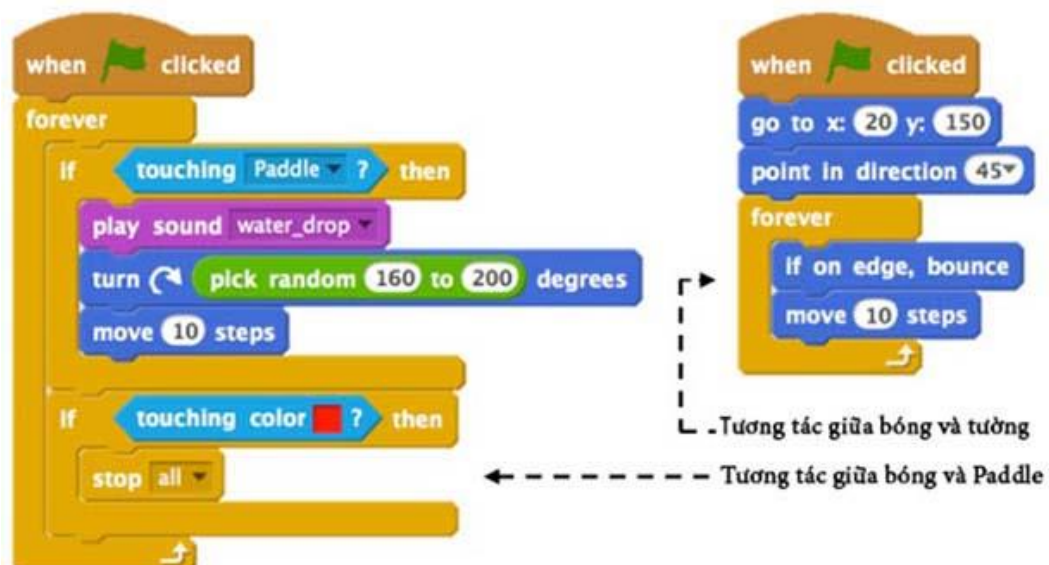 when clicked
forever
if touching Paddle ? then
play sound water_drop
turn pick random 160 to 200 degrees
move 10 steps
if touching color ? then
stop all
when clicked
go to x: 20 y: 150
point in direction 45
forever
if on edge, bounce
move 10 steps
Tương tác giữa bóng và tường
Tương tác giữa bóng và Paddle